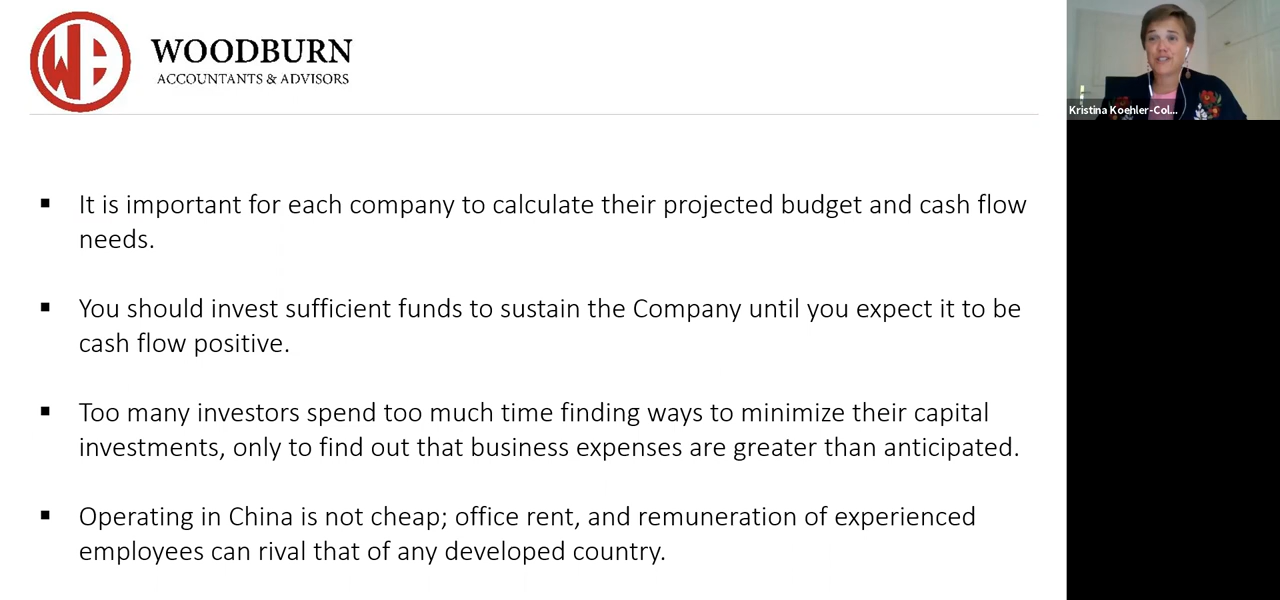 WOODBURN
ACCOUNTANTS & ADVISORS
Kristina Koehler-Col...
▪ It is important for each company to calculate their projected budget and cash flow
needs.
▪ You should invest sufficient funds to sustain the Company until you expect it to be
cash flow positive.
▪ Too many investors spend too much time finding ways to minimize their capital
investments, only to find out that business expenses are greater than anticipated.
▪ Operating in China is not cheap; office rent, and remuneration of experienced
employees can rival that of any developed country.